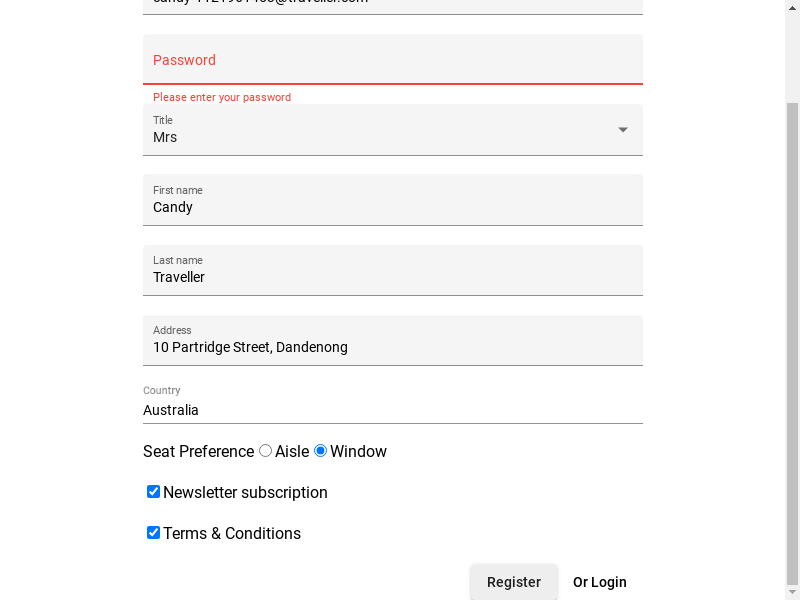 Password
Please enter your password
Title
Mrs
First name
Candy
Last name
Traveller
Address
10 Partridge Street, Dandenong
Country
Australia
Seat Preference Aisle Window
Newsletter subscription
Terms & Conditions
Register Or Login